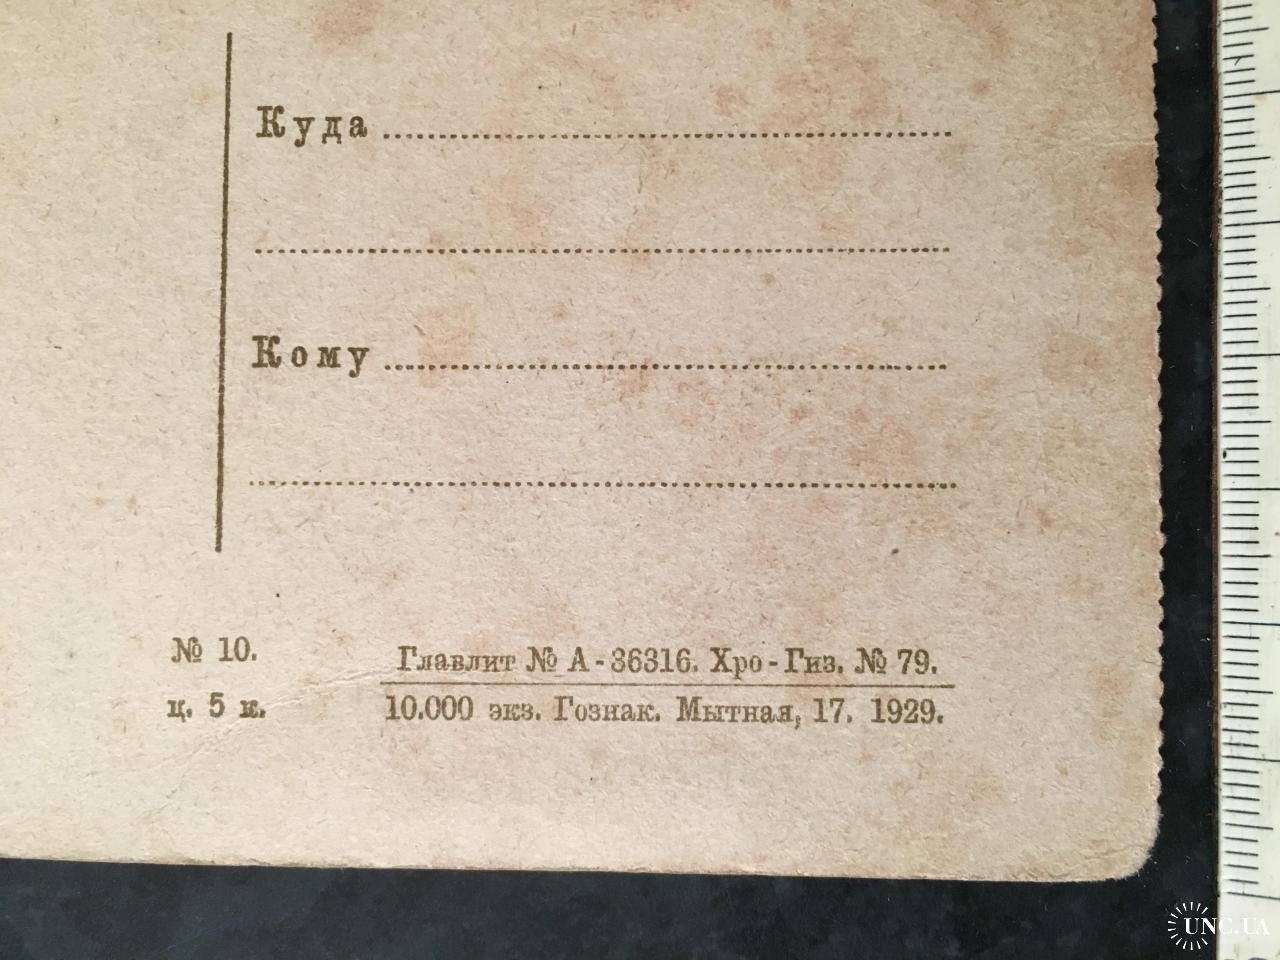 Куда
Кому
№ 10.
ц. 5 к.
Главлит № А-36316. Хро-Гиз. № 79.
10.000 экз. Гознак. Мытная, 17. 1929.
UNC.UA